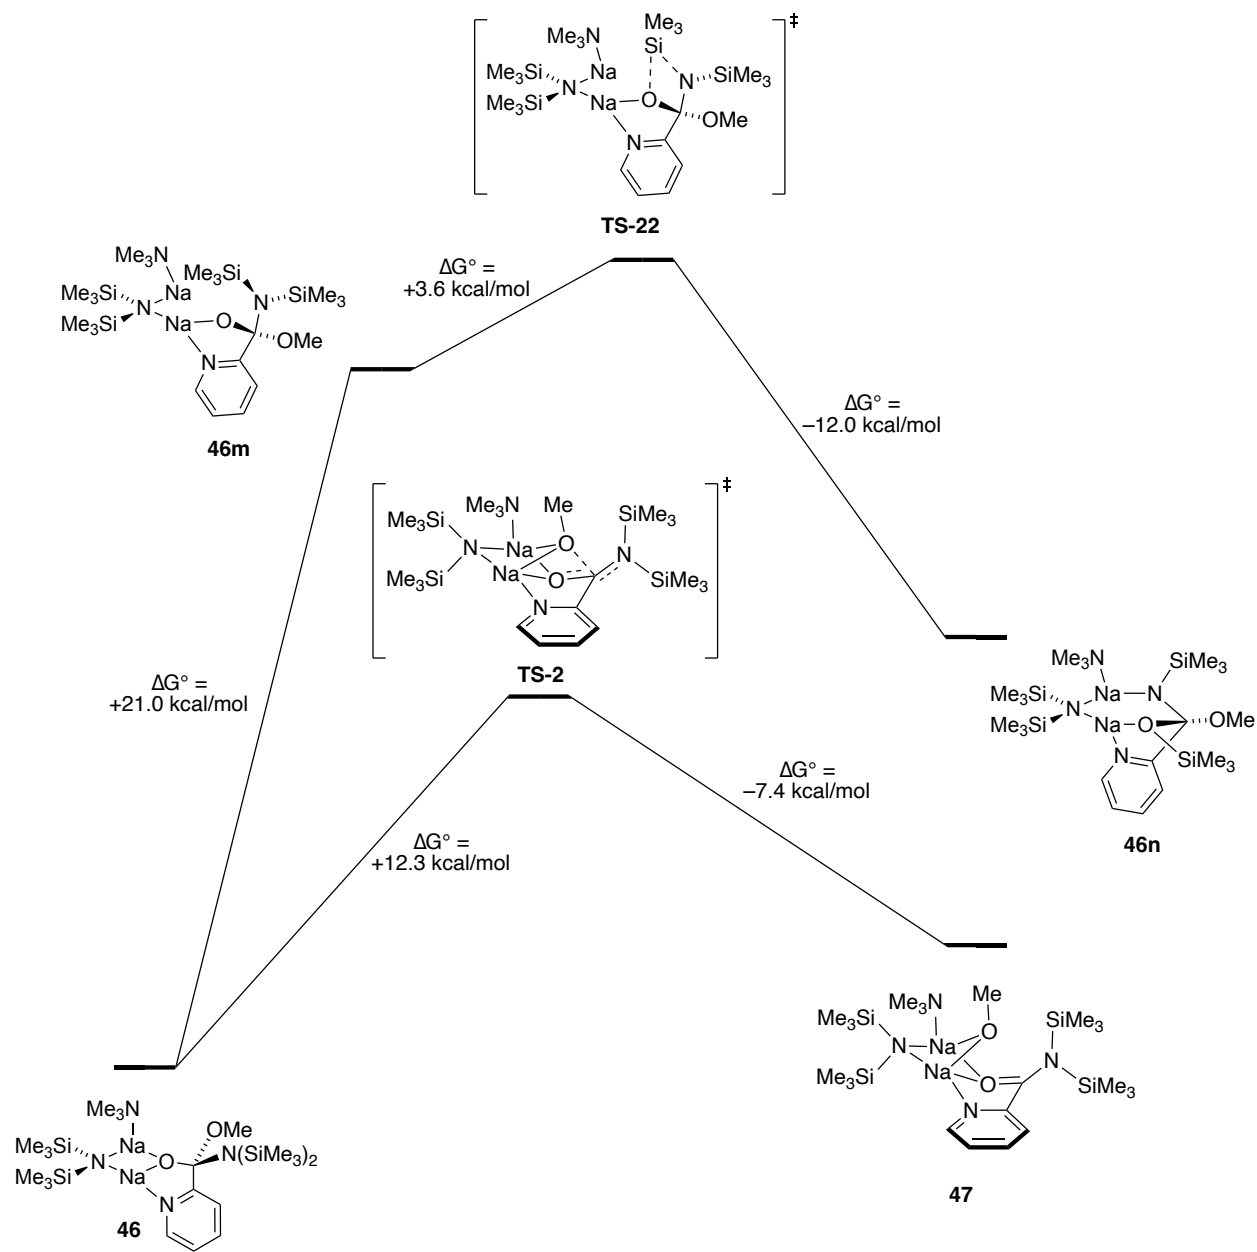 Me3
Si
Me3N
Me3Si
Na
N
N
SiMe3
Me3Si
Na
O
OMe
N
‡
TS-22
ΔG° =
+3.6 kcal/mol
Me3N
Me3Si
Me3Si
Na
N
N
SiMe3
Me3Si
Na
O
OMe
N
46m
ΔG° =
–12.0 kcal/mol
Me3N
Me
SiMe3
Me3Si
N
Na
O
N
Me3Si
Na
O
SiMe3
N
‡
TS-2
ΔG° =
+21.0 kcal/mol
Me3N
SiMe3
Me3Si
N
Na
N
Me3Si
Na
O
OMe
N
SiMe3
46n
ΔG° =
–7.4 kcal/mol
ΔG° =
+12.3 kcal/mol
Me3N
Me
SiMe3
Me3Si
N
Na
O
N
Me3Si
Na
O
SiMe3
N
47
Me3N
OMe
Me3Si
N
Na
O
N(SiMe3)2
Me3Si
Na
N
46